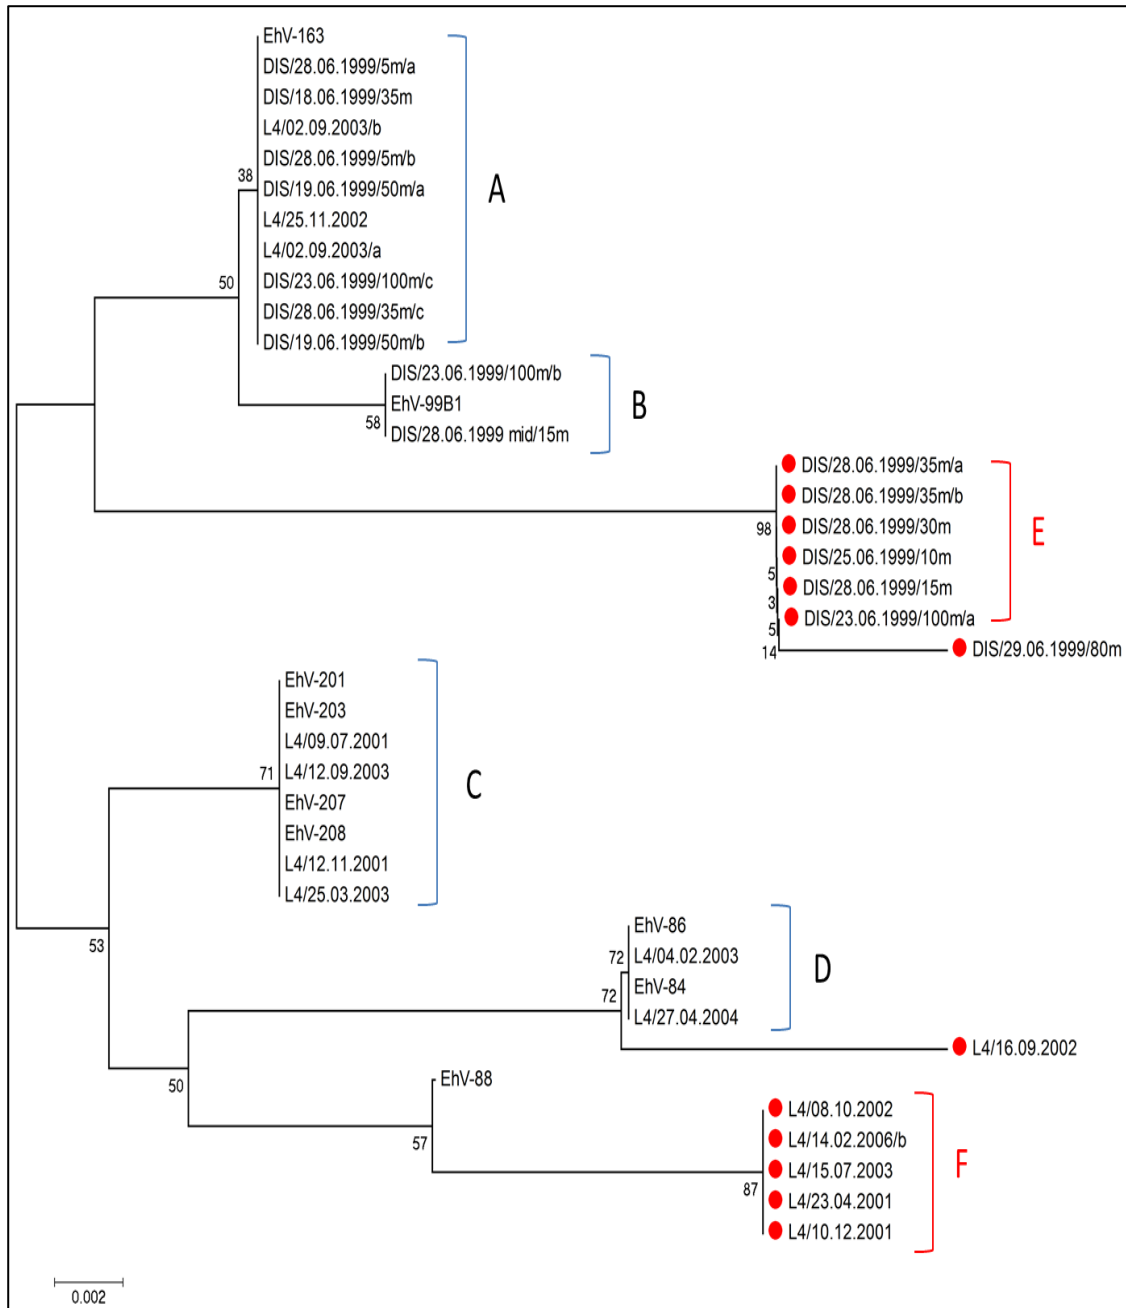 EhV-163
DIS/28.06.1999/5m/a
DIS/18.06.1999/35m
L4/02.09.2003/b
DIS/28.06.1999/5m/b
38
DIS/19.06.1999/50m/a
A
L4/25.11.2002
L4/02.09.2003/a
DIS/23.06.1999/100m/c
50
DIS/28.06.1999/35m/c
DIS/19.06.1999/50m/b
DIS/23.06.1999/100m/b
EhV-99B1
B
58
DIS/28.06.1999 mid/15m
DIS/28.06.1999/35m/a
DIS/28.06.1999/35m/b
98
DIS/28.06.1999/30m
E
DIS/25.06.1999/10m
5
DIS/28.06.1999/15m
3
DIS/23.06.1999/100m/a
5
14
DIS/29.06.1999/80m
EhV-201
EhV-203
L4/09.07.2001
71
L4/12.09.2003
C
EhV-207
EhV-208
L4/12.11.2001
L4/25.03.2003
EhV-86
53
72
L4/04.02.2003
D
72
EhV-84
L4/27.04.2004
L4/16.09.2002
50
EhV-88
L4/08.10.2002
57
L4/14.02.2006/b
L4/15.07.2003
F
87
L4/23.04.2001
L4/10.12.2001
0.002